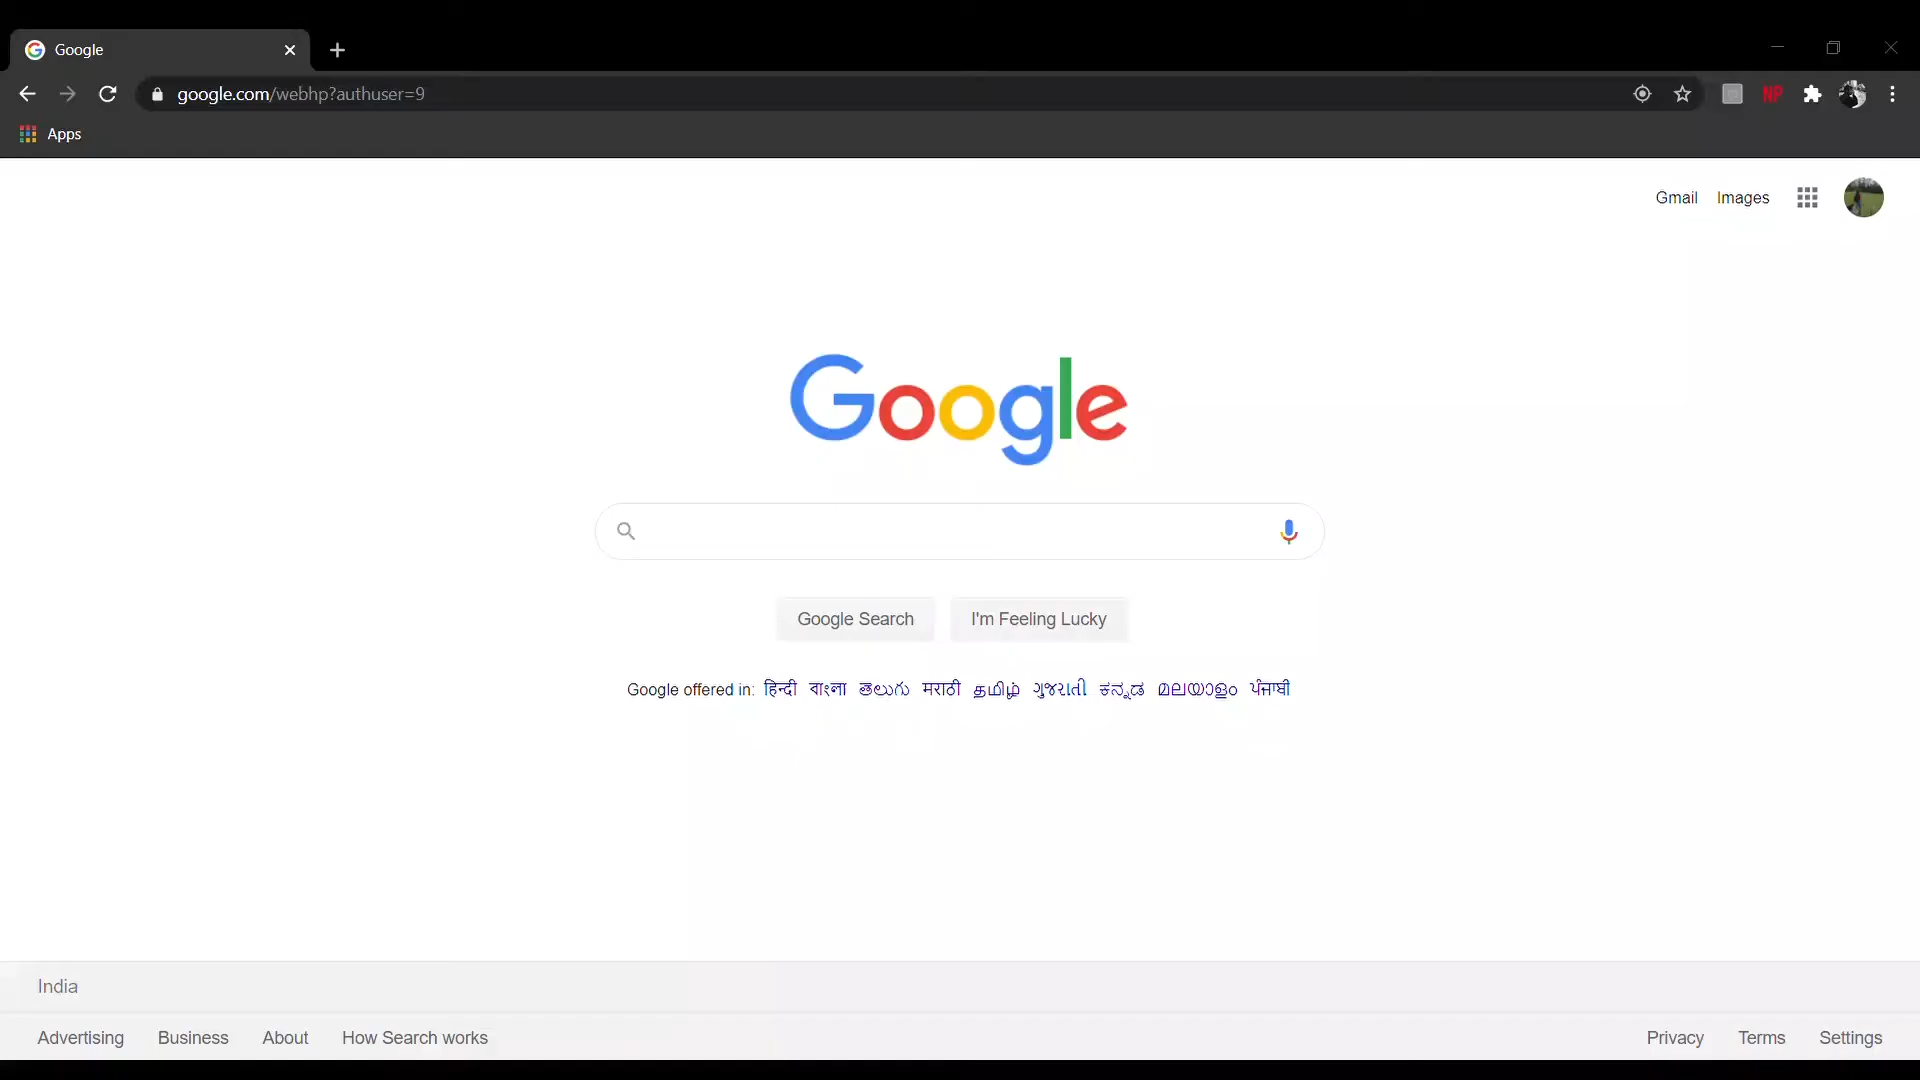 Google
google.com/webhp?authuser=9
NP
Apps
Gmail Images
Google
Google Search I'm Feeling Lucky
Google offered in: हिन्दी বাংলা తెలుగు मराठी தமிழ் ગુજરાતી ಕನ್ನಡ മലയാളം ਪੰਜਾਬੀ
India
Advertising Business About How Search works Privacy Terms Settings